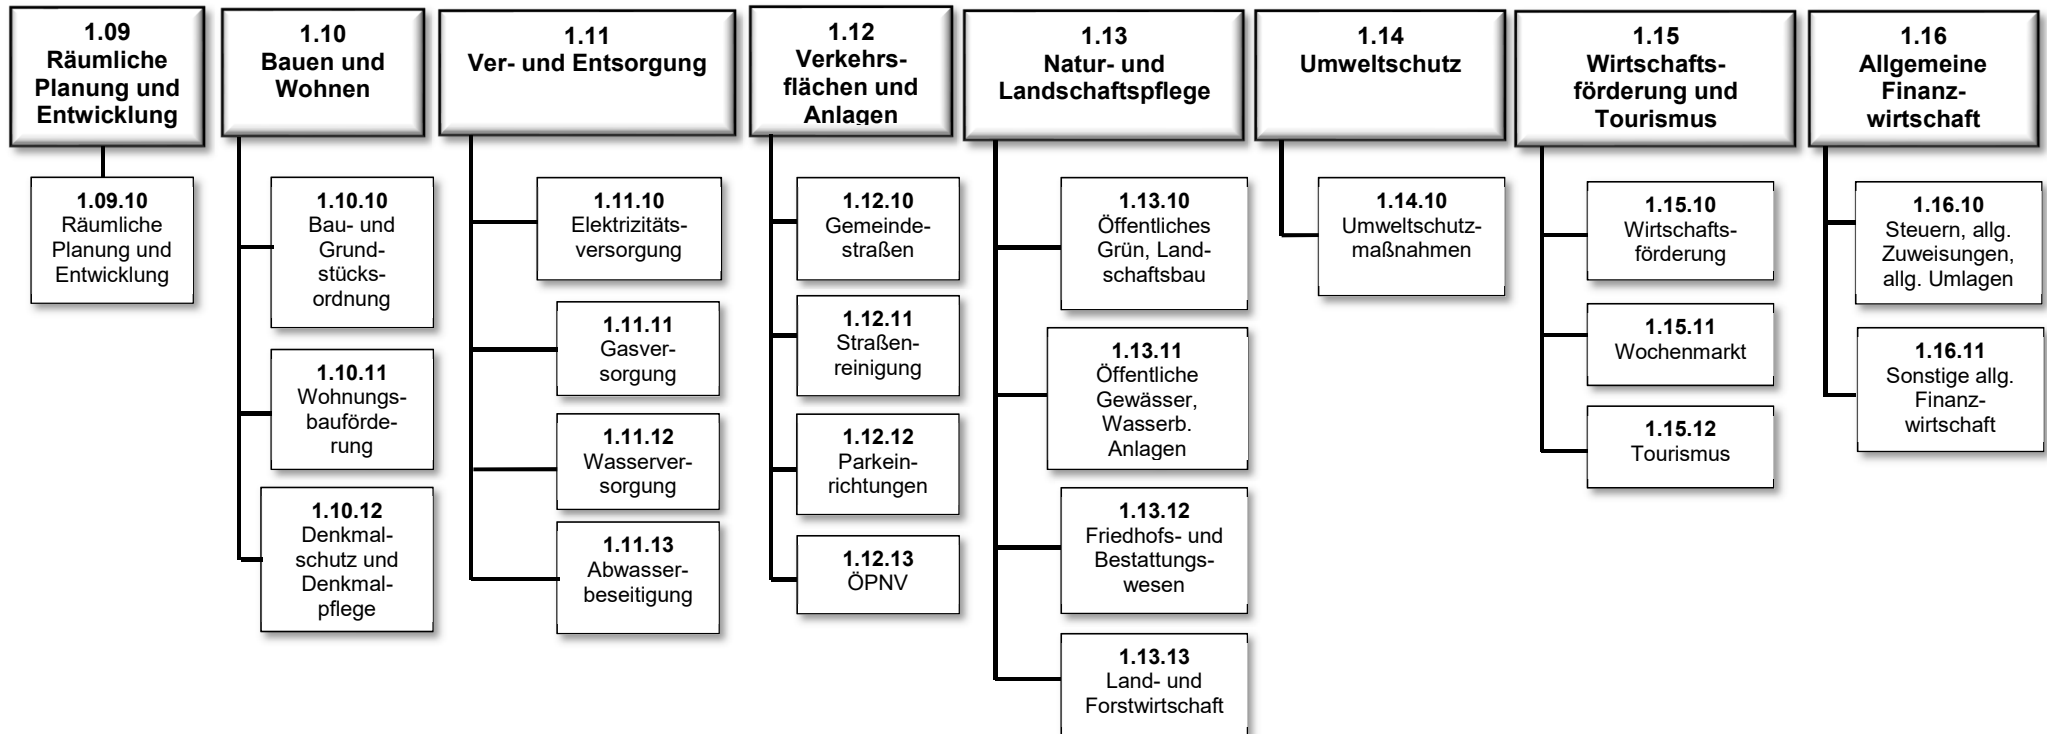 1.09
Räumliche
Planung und
Entwicklung
1.09.10
Räumliche
Planung und
Entwicklung
1.10
Bauen und
Wohnen
1.10.10
Bau- und
Grund-
stücks-
ordnung
1.10.11
Wohnungs-
bauförde-
rung
1.10.12
Denkmal-
schutz und
Denkmal-
pflege
1.11
Ver- und Entsorgung
1.11.10
Elektrizitäts-
versorgung
1.11.11
Gasver-
sorgung
1.11.12
Wasserver-
sorgung
1.11.13
Abwasser-
beseitigung
1.12
Verkehrs-
flächen und
Anlagen
1.12.10
Gemeinde-
straßen
1.12.11
Straßen-
reinigung
1.12.12
Parkein-
richtungen
1.12.13
ÖPNV
1.13
Natur- und
Landschaftspflege
1.13.10
Öffentliches
Grün, Land-
schaftsbau
1.13.11
Öffentliche
Gewässer,
Wasserb.
Anlagen
1.13.12
Friedhofs- und
Bestattungs-
wesen
1.13.13
Land- und
Forstwirtschaft
1.14
Umweltschutz
1.14.10
Umweltschutz-
maßnahmen
1.15
Wirtschafts-
förderung und
Tourismus
1.15.10
Wirtschafts-
förderung
1.15.11
Wochenmarkt
1.15.12
Tourismus
1.16
Allgemeine
Finanz-
wirtschaft
1.16.10
Steuern, allg.
Zuweisungen,
allg. Umlagen
1.16.11
Sonstige allg.
Finanz-
wirtschaft